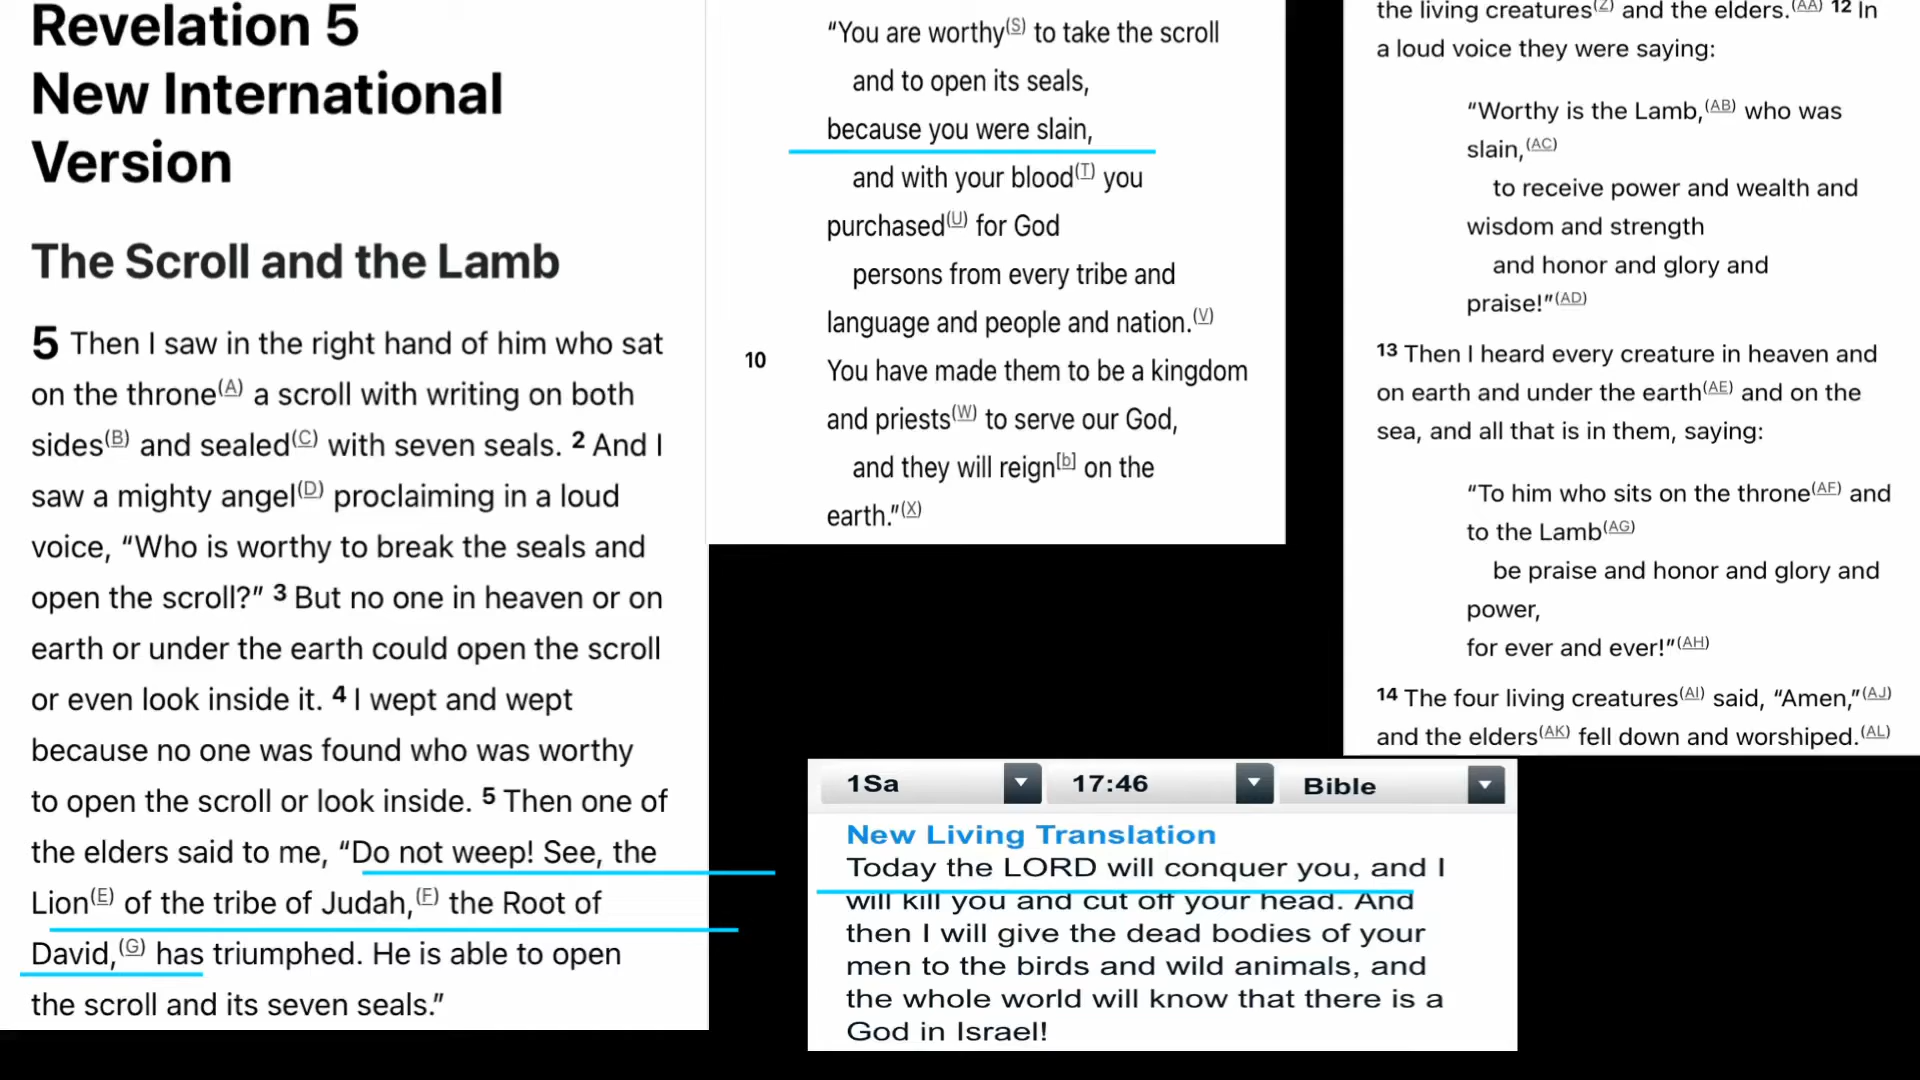 Revelation 5
New International
Version
The Scroll and the Lamb
5 Then I saw in the right hand of him who sat
on the throne(A) a scroll with writing on both
sides(B) and sealed(C) with seven seals. 2 And I
saw a mighty angel(D) proclaiming in a loud
voice, “Who is worthy to break the seals and
open the scroll?” 3 But no one in heaven or on
earth or under the earth could open the scroll
or even look inside it. 4 I wept and wept
because no one was found who was worthy
to open the scroll or look inside. 5 Then one of
the elders said to me, “Do not weep! See, the
Lion(E) of the tribe of Judah,(F) the Root of
David,(G) has triumphed. He is able to open
the scroll and its seven seals.”
“You are worthy(S) to take the scroll
and to open its seals,
because you were slain,
and with your blood(T) you
purchased(U) for God
persons from every tribe and
language and people and nation.(V)
10 You have made them to be a kingdom
and priests(W) to serve our God,
and they will reign[b] on the
earth.”(X)
the living creatures(Z) and the elders.(AA) 12 In
a loud voice they were saying:
“Worthy is the Lamb,(AB) who was
slain,(AC)
to receive power and wealth and
wisdom and strength
and honor and glory and
praise!”(AD)
13 Then I heard every creature in heaven and
on earth and under the earth(AE) and on the
sea, and all that is in them, saying:
“To him who sits on the throne(AF) and
to the Lamb(AG)
be praise and honor and glory and
power,
for ever and ever!”(AH)
14 The four living creatures(AI) said, “Amen,”(AJ)
and the elders(AK) fell down and worshiped.(AL)
1Sa 17:46 Bible
New Living Translation
Today the LORD will conquer you, and I
will kill you and cut off your head. And
then I will give the dead bodies of your
men to the birds and wild animals, and
the whole world will know that there is a
God in Israel!